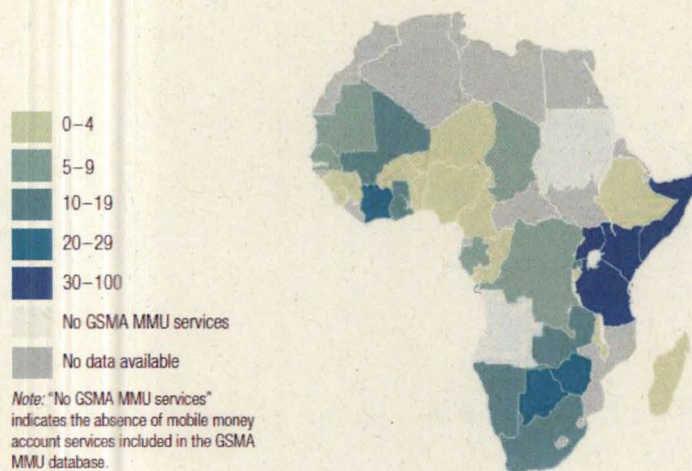 0–4
5–9
10–19
20–29
30–100
No GSMA MMU services
No data available
Note: "No GSMA MMU services"
indicates the absence of mobile money
account services included in the GSMA
MMU database.